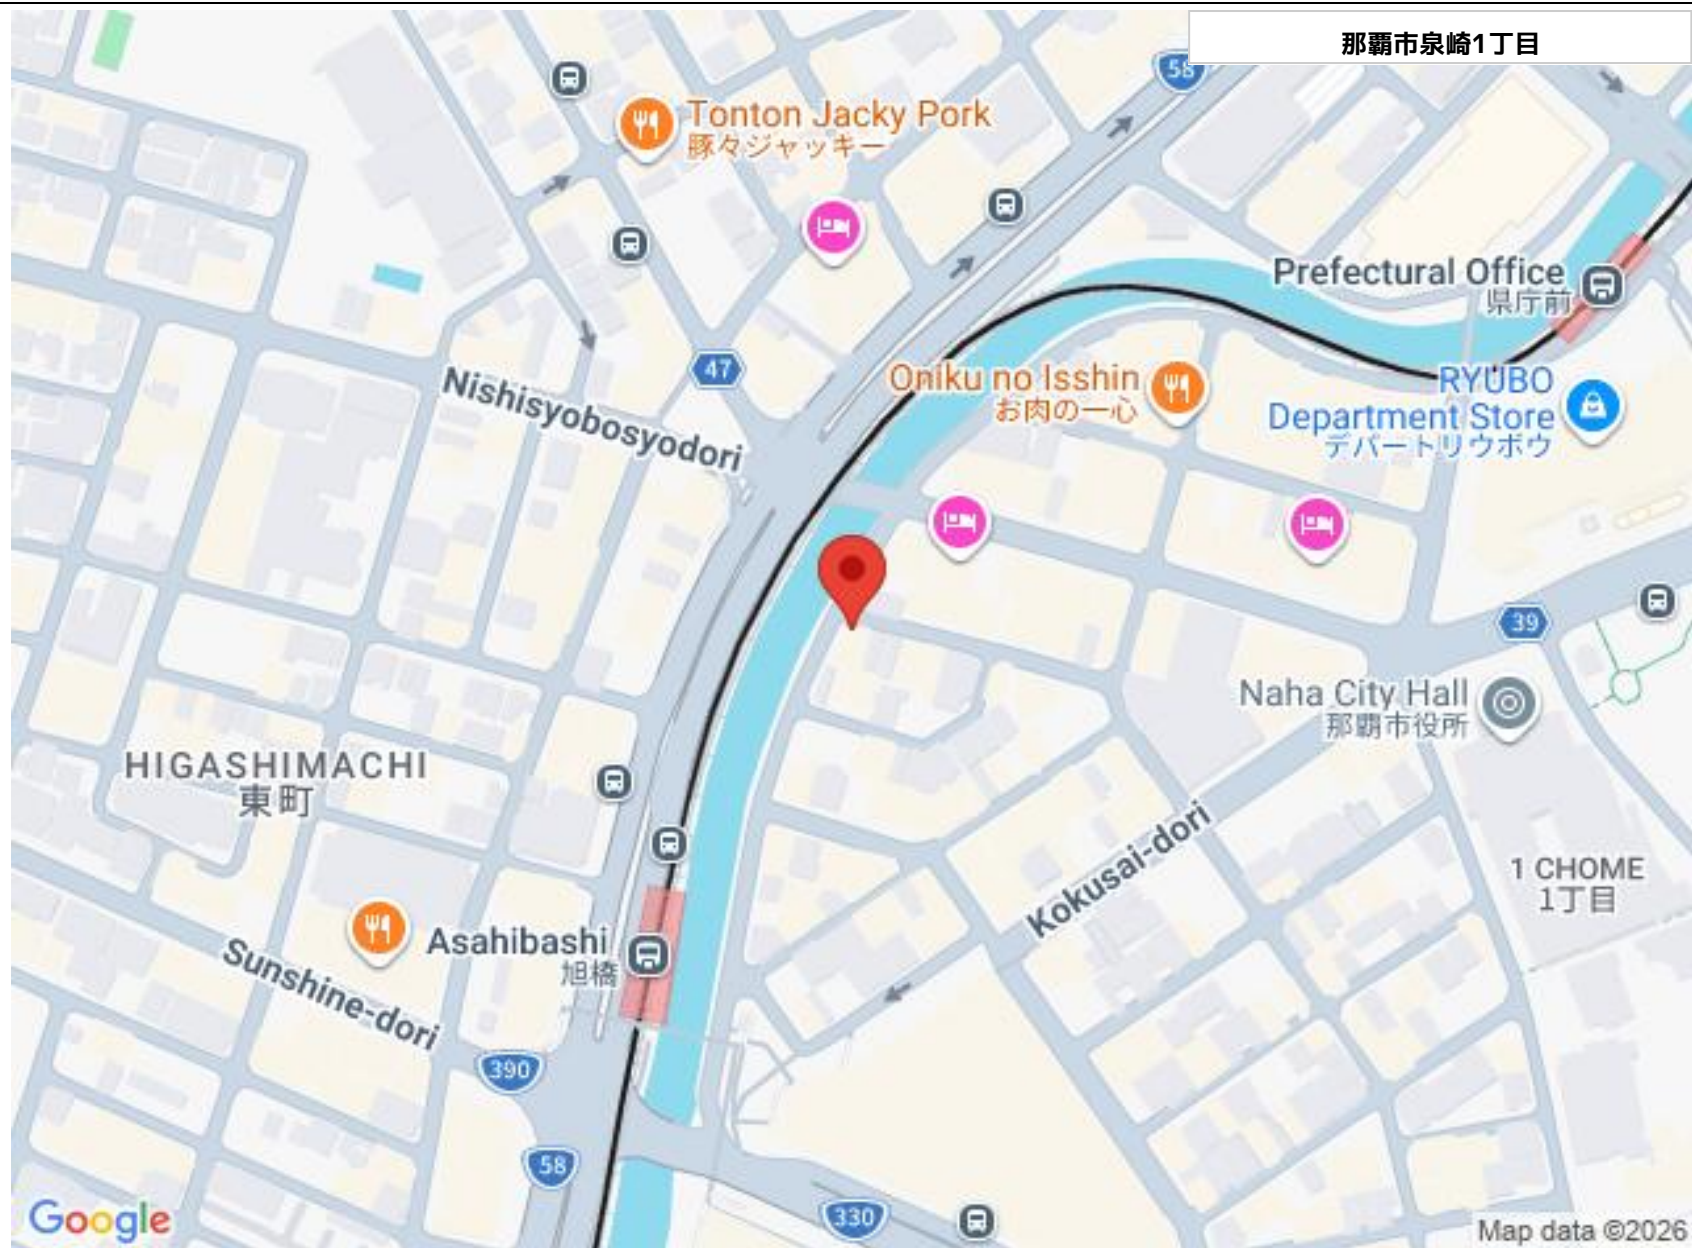 那覇市泉崎1丁目
58
Tonton Jacky Pork
豚々ジャッキー
Prefectural Office
県庁前
47
Nishisyobosyodori
Oniku no Isshin
お肉の一心
RYUBO
Department Store
デパートリウボウ
39
Naha City Hall
那覇市役所
HIGASHIMACHI
東町
Kokusai-dori
1 CHOME
1丁目
Asahibashi
旭橋
Sunshine-dori
390
58
330
Google
Map data ©2026